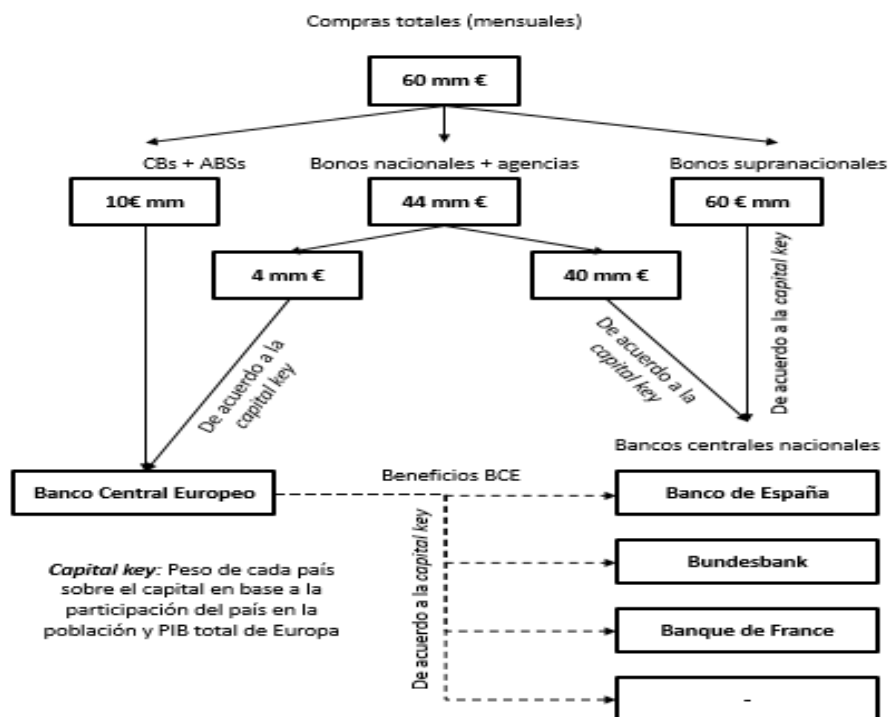 Compras totales (mensuales)
60 mm €
CBs + ABSs
Bonos nacionales + agencias
Bonos supranacionales
10€ mm
44 mm €
60 € mm
4 mm €
40 mm €
De acuerdo a la
capital key
De acuerdo a la
capital key
De acuerdo a la capital key
Bancos centrales nacionales
Banco Central Europeo
Beneficios BCE
Banco de España
De acuerdo a la capital key
Capital key: Peso de cada país
sobre el capital en base a la
participación del país en la
población y PIB total de Europa
Bundesbank
Banque de France
-